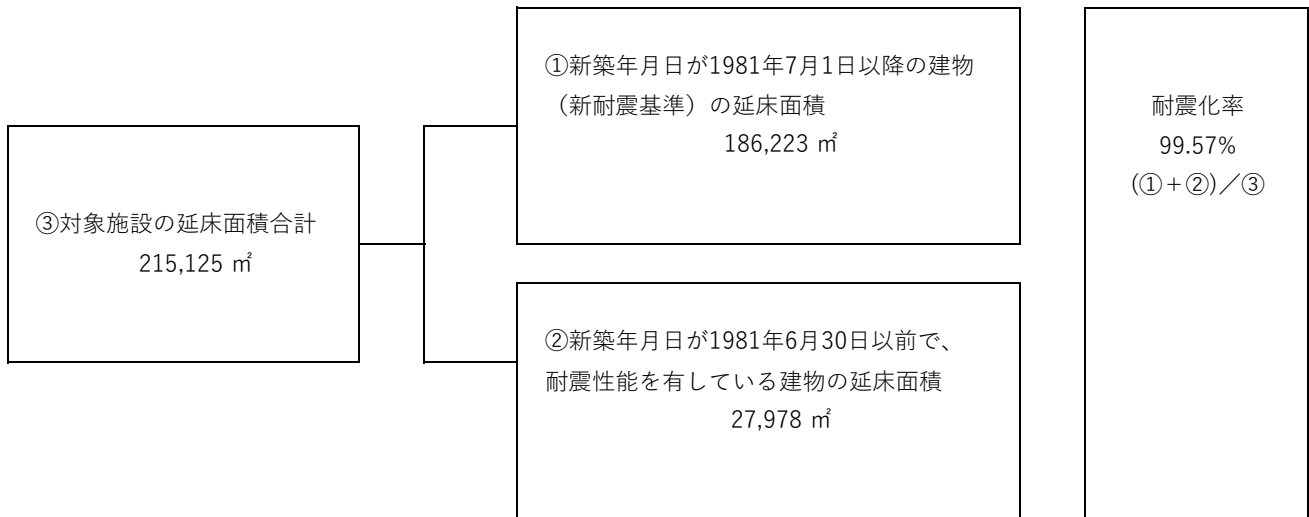 ③対象施設の延床面積合計
215,125 ㎡
①新築年月日が1981年7月1日以降の建物
（新耐震基準）の延床面積
186,223 ㎡
②新築年月日が1981年6月30日以前で、
耐震性能を有している建物の延床面積
27,978 ㎡
耐震化率
99.57%
(①＋②)／③